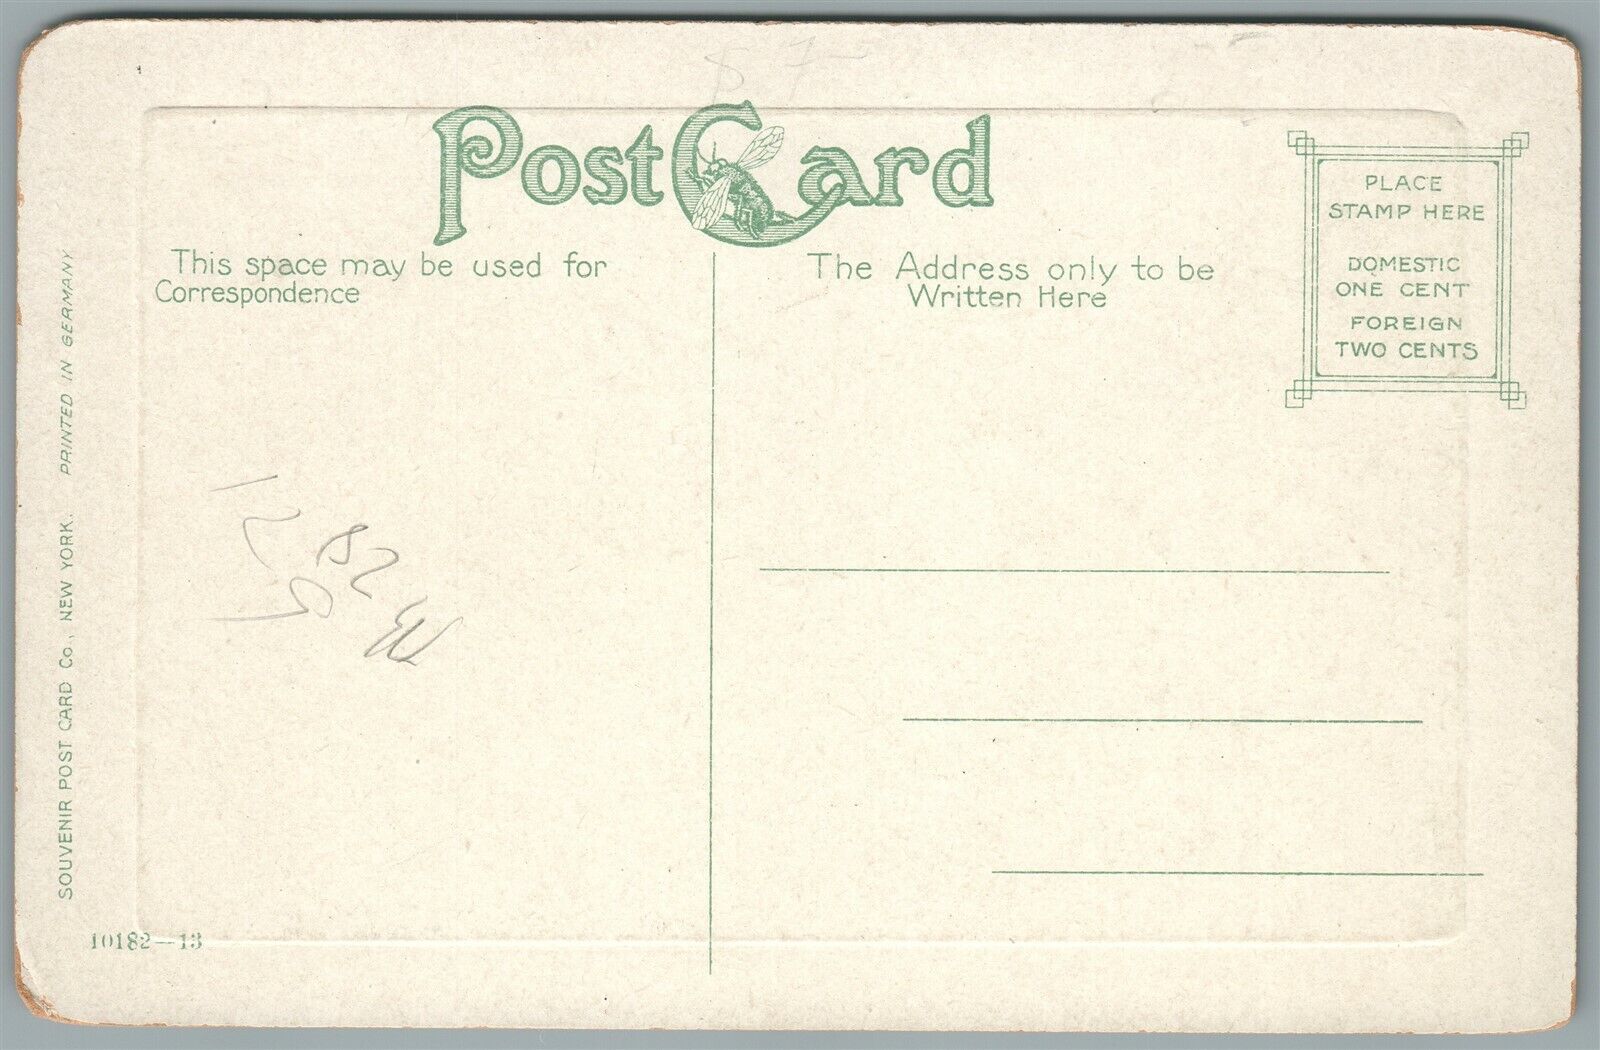 Post Card
This space may be used for
Correspondence
The Address only to be
Written Here
PLACE
STAMP HERE
DOMESTIC
ONE CENT
FOREIGN
TWO CENTS
SOUVENIR POST CARD Co., NEW YORK. PRINTED IN GERMANY
10182—13